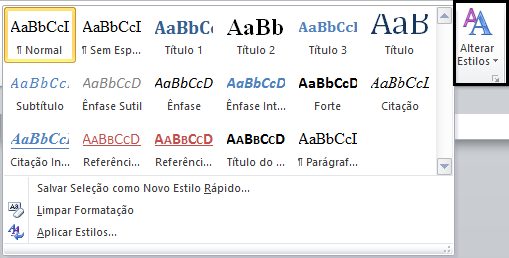 AaBbCcI AaBbCcI AaBbC AaBb AaBbC AaB
¶ Normal ¶ Sem Esp... Título 1 Título 2 Título 3 Título
AaBbCcI AaBbCcD AaBbCcD AaBbCcD AaBbCcD AaBbCcI
Subtítulo Ênfase Sutil Ênfase Ênfase Int... Forte Citação
AaBbCcI AaBbCcD AaBbCcD AaBbCcD AaBbCcI
Citação In... Referênci... Referênci... Título do ... ¶ Parágraf...
Salvar Seleção como Novo Estilo Rápido...
Limpar Formatação
Aplicar Estilos...
Alterar
Estilos